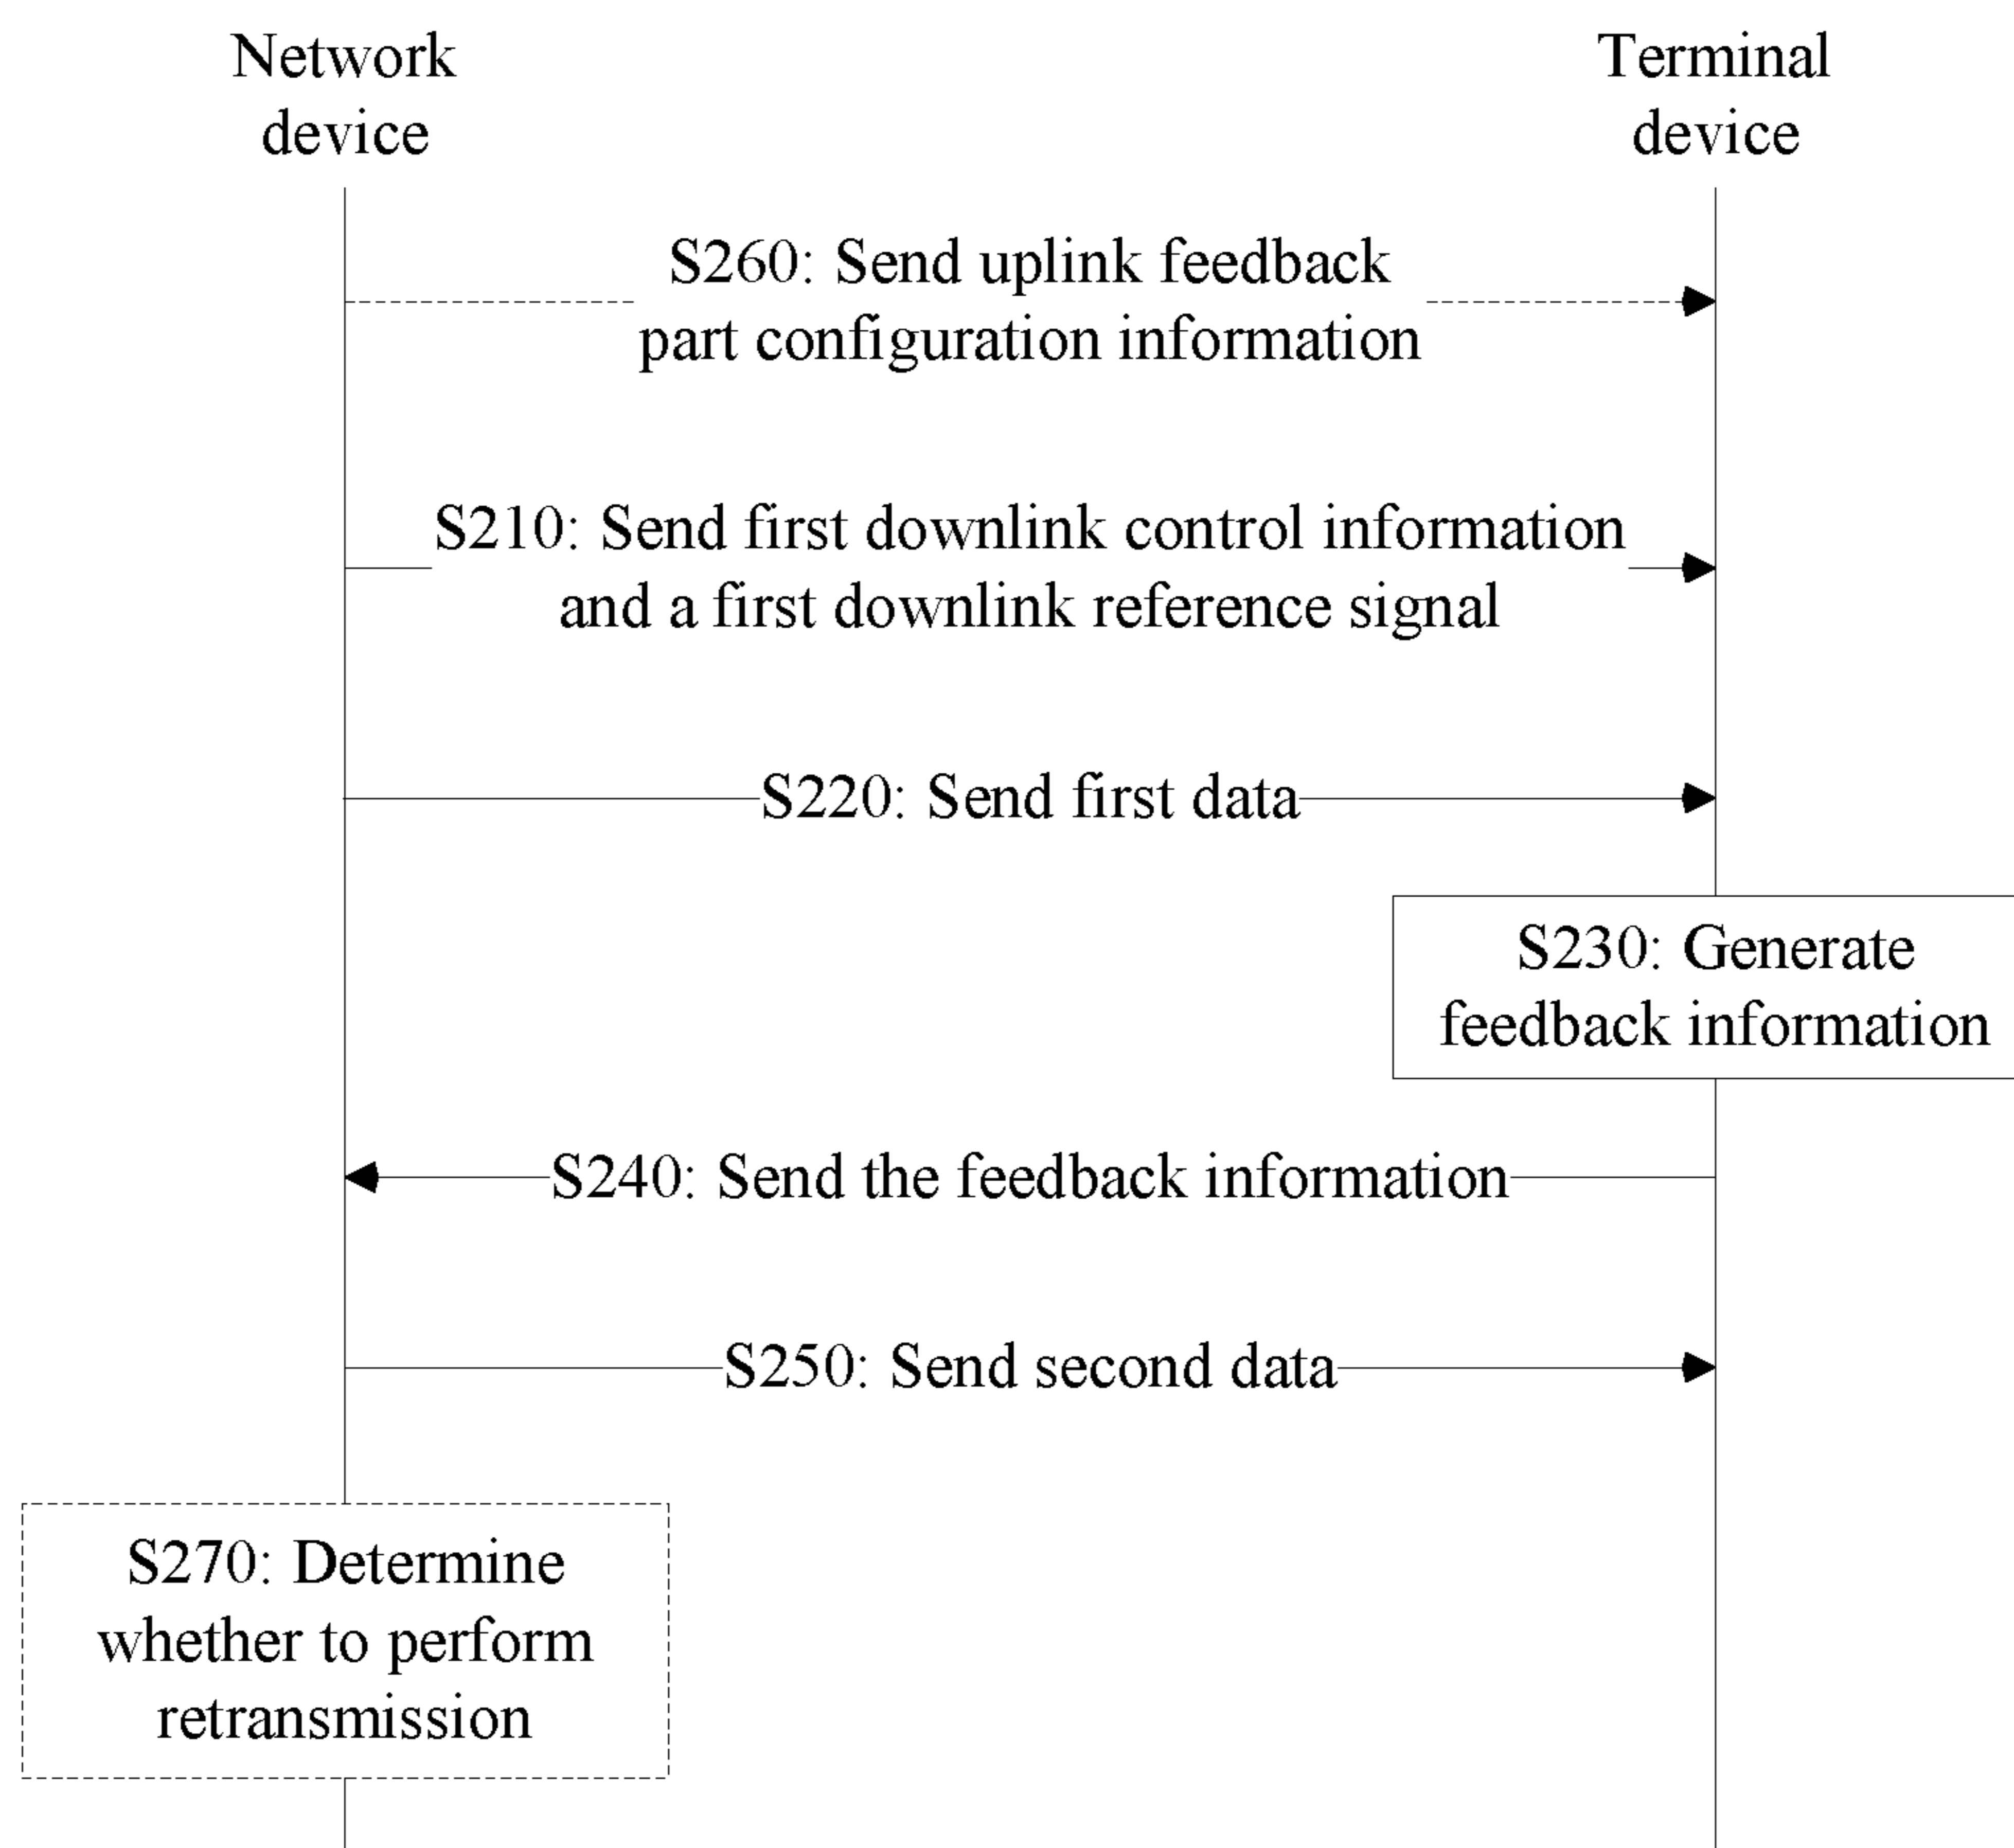 Network
device
Terminal
device
S260: Send uplink feedback
part configuration information
S210: Send first downlink control information
and a first downlink reference signal
S220: Send first data
S230: Generate
feedback information
S240: Send the feedback information
S250: Send second data
S270: Determine
whether to perform
retransmission